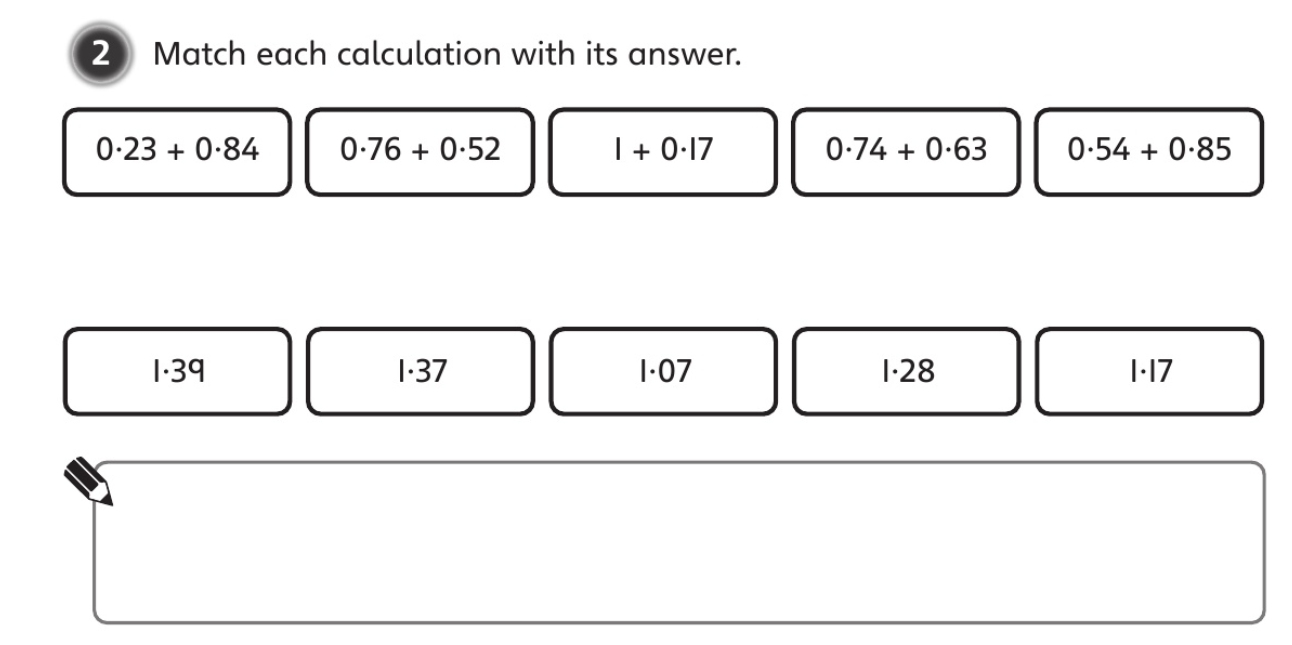 2 Match each calculation with its answer.
0·23 + 0·84 0·76 + 0·52 1 + 0·17 0·74 + 0·63 0·54 + 0·85
1·39 1·37 1·07 1·28 1·17